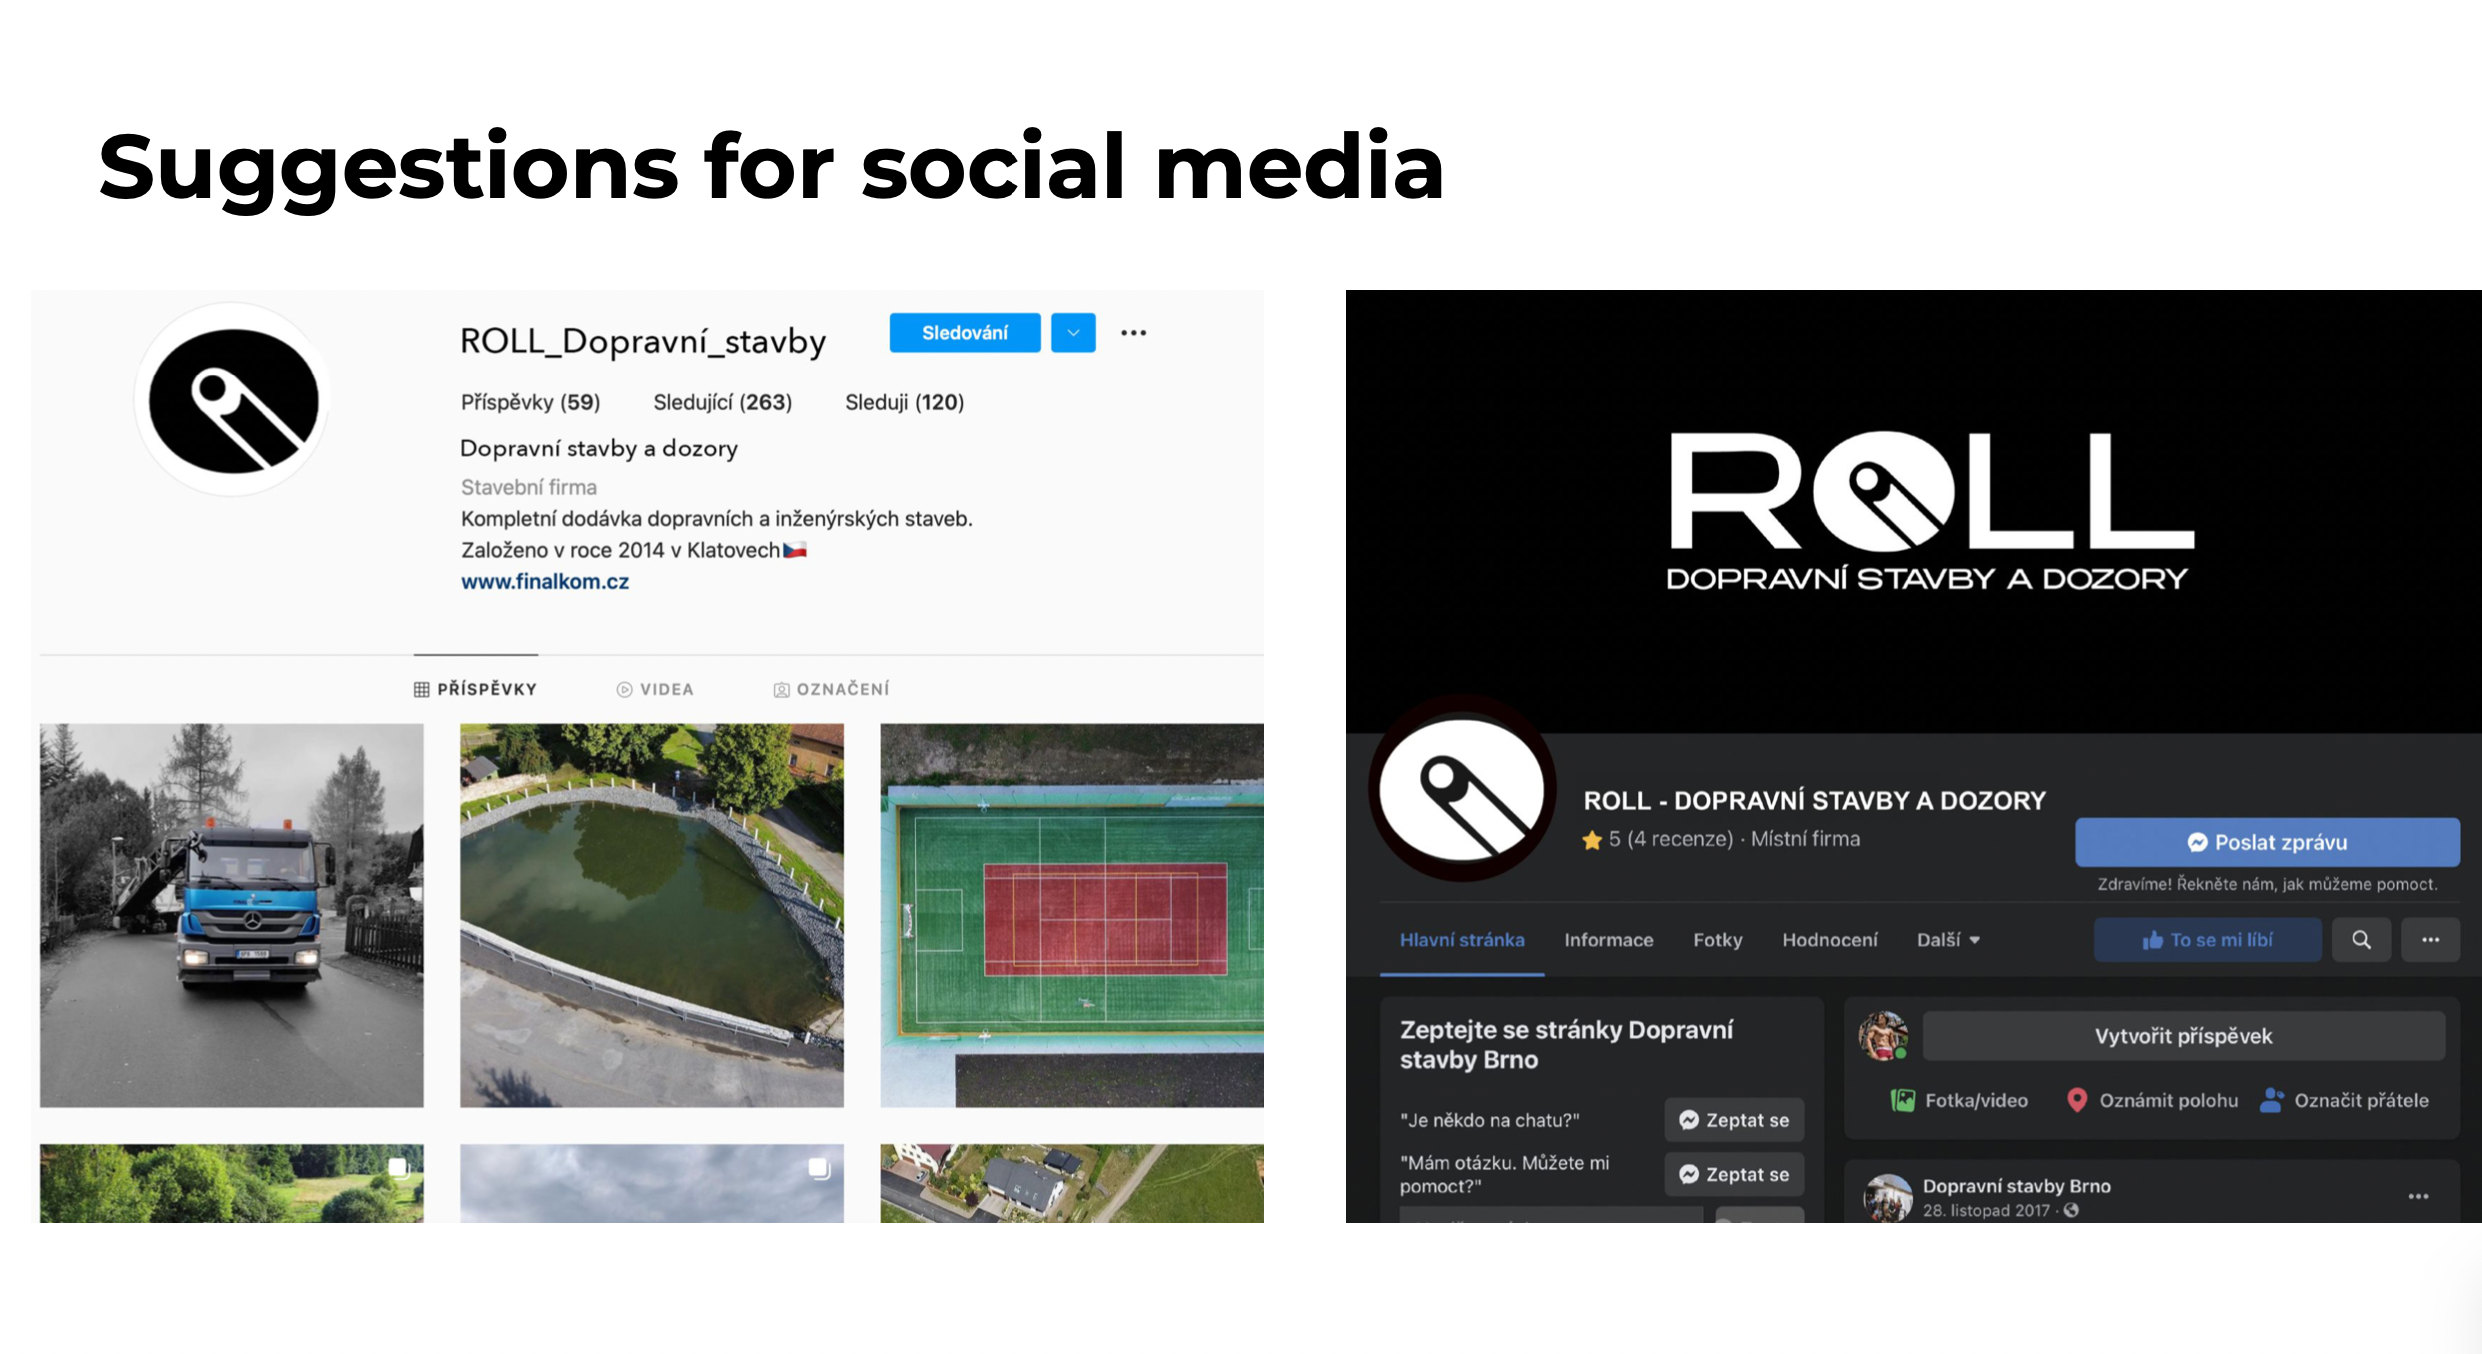 Suggestions for social media
ROLL_Dopravní_stavby
Sledování
Příspěvky (59) Sledující (263) Sleduji (120)
Dopravní stavby a dozory
Stavební firma
Kompletní dodávka dopravních a inženýrských staveb.
Založeno v roce 2014 v Klatovech🇨🇿
www.finalkom.cz
PŘÍSPĚVKY VIDEA OZNAČENÍ
ROLL
DOPRAVNÍ STAVBY A DOZORY
ROLL - DOPRAVNÍ STAVBY A DOZORY
5 (4 recenze) · Místní firma
Poslat zprávu
Zdravíme! Řekněte nám, jak můžeme pomoct.
Hlavní stránka Informace Fotky Hodnocení Další
To se mi líbí
Zeptejte se stránky Dopravní
stavby Brno
"Je někdo na chatu?" Zeptat se
"Mám otázku. Můžete mi
pomoct?" Zeptat se
Vytvořit příspěvek
Fotka/video Oznámit polohu Označit přátele
Dopravní stavby Brno
28. listopad 2017 ·